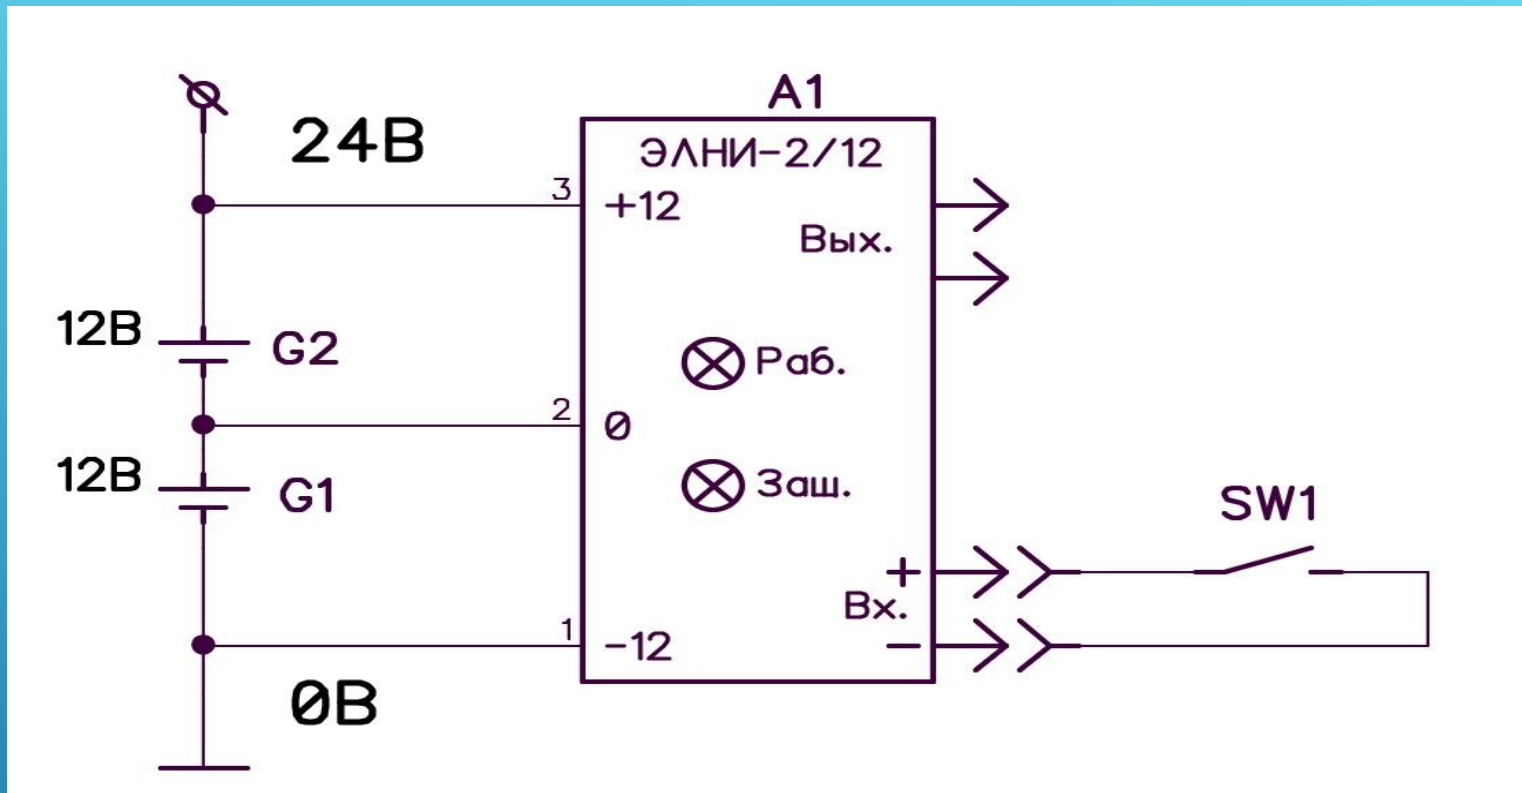 A1
24В
ЭЛНИ-2/12
3
+12
Вых.
12В
G2
Раб.
2
0
12В
G1
Защ.
SW1
+
Вх.
1
-12
−
0В